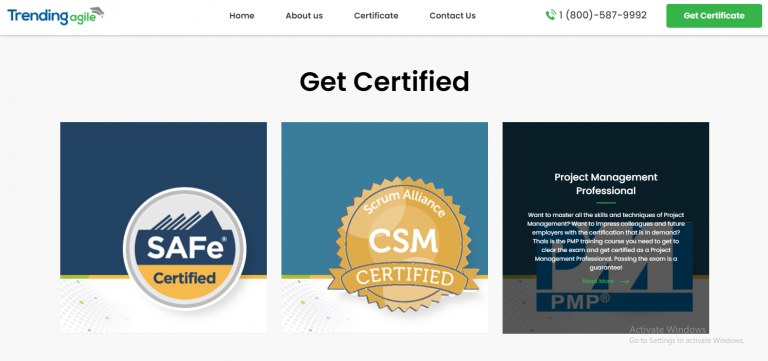 Trending agile
Home
About us
Certificate
Contact Us
1 (800)-587-9992
Get Certificate
Get Certified
SAFe®
Certified
Scrum Alliance
CSM
CERTIFIED
Project Management
Professional
Want to master all the skills and techniques of Project
Management? Want to impress colleagues and future
employers with the certification that is in demand?
Thats is the PMP training course you need to get to
clear the exam and get certified as a Project
Management Professional. Passing the exam is a
guarantee!
Read More
PMP®
Activate Windows
Go to Settings to activate Windows.